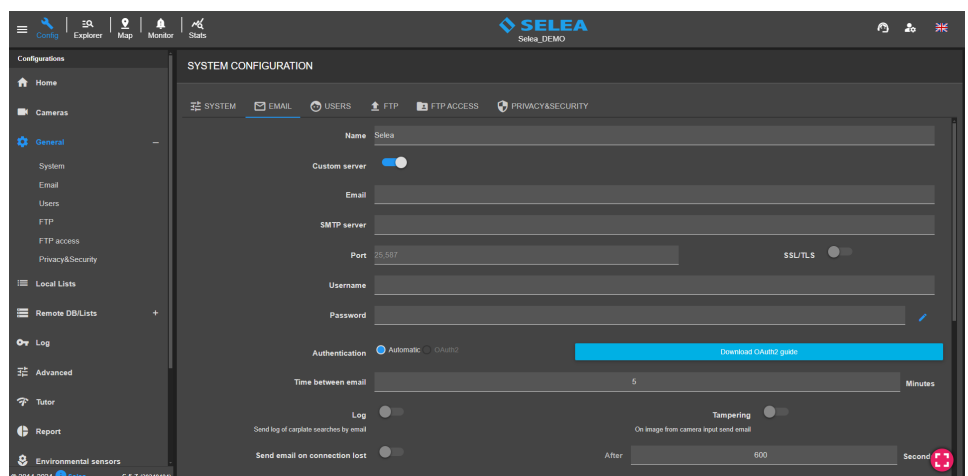 Config
Explorer
Map
Monitor
Stats
SELEA
Selea_DEMO
Configurations
Home
Cameras
General
System
Email
Users
FTP
FTP access
Privacy&Security
Local Lists
Remote DB/Lists
Log
Advanced
Tutor
Report
Environmental sensors
SYSTEM CONFIGURATION
SYSTEM
EMAIL
USERS
FTP
FTP ACCESS
PRIVACY&SECURITY
Name Selea
Custom server
Email
SMTP server
Port 25,587 SSL/TLS
Username
Password
Authentication Automatic OAuth2 Download OAuth2 guide
Time between email 5 Minutes
Log Tampering
Send log of carplate searches by email On image from camera input send email
Send email on connection lost After 600 Second